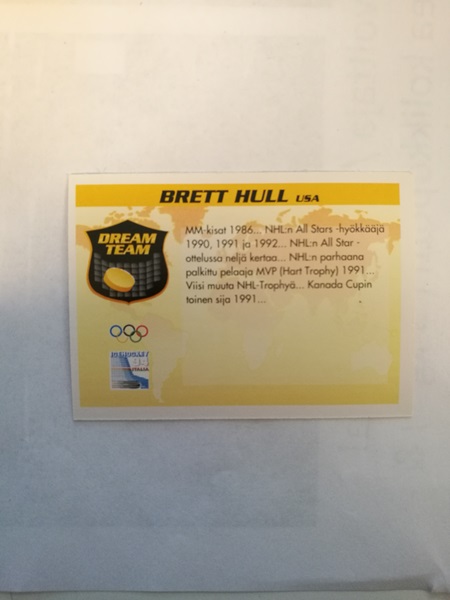 BRETT HULL USA
DREAM
TEAM
MM-kisat 1986... NHL:n All Stars -hyökkääjä
1990, 1991 ja 1992... NHL:n All Star -
ottelussa neljä kertaa... NHL:n parhaana
palkittu pelaaja MVP (Hart Trophy) 1991...
Viisi muuta NHL-Trophyä... Kanada Cupin
toinen sija 1991...